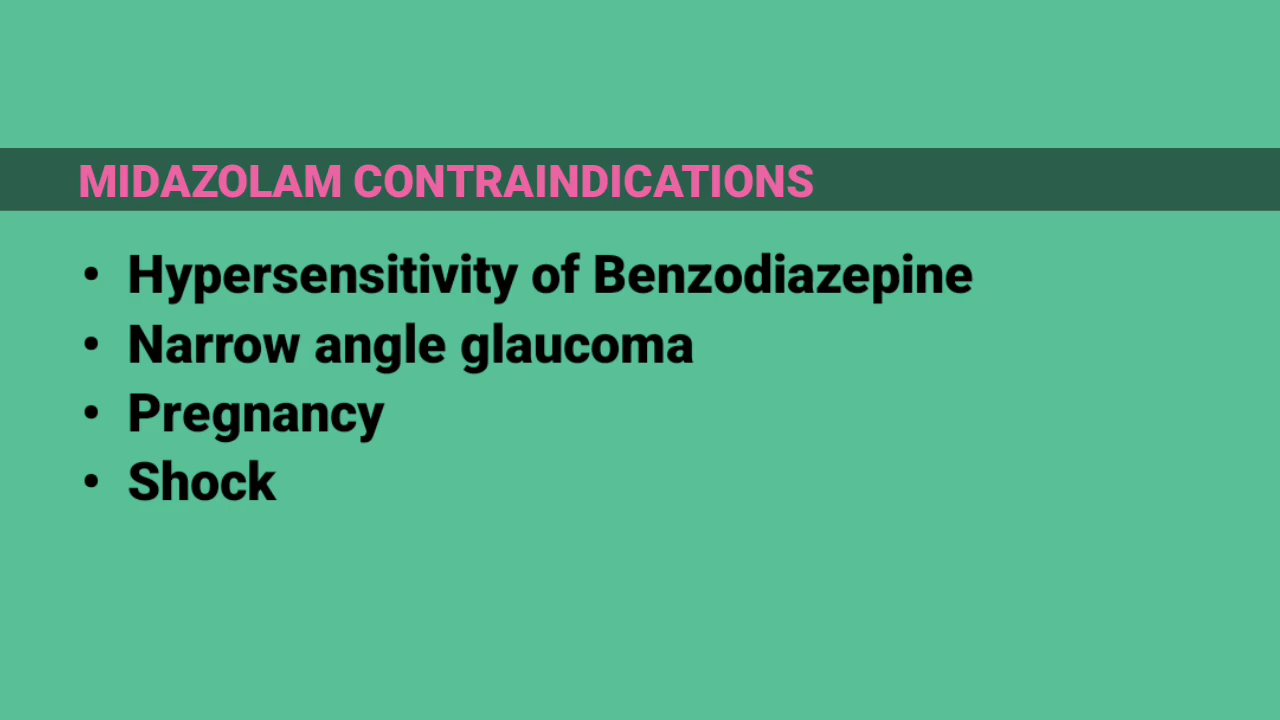 MIDAZOLAM CONTRAINDICATIONS
• Hypersensitivity of Benzodiazepine
• Narrow angle glaucoma
• Pregnancy
• Shock